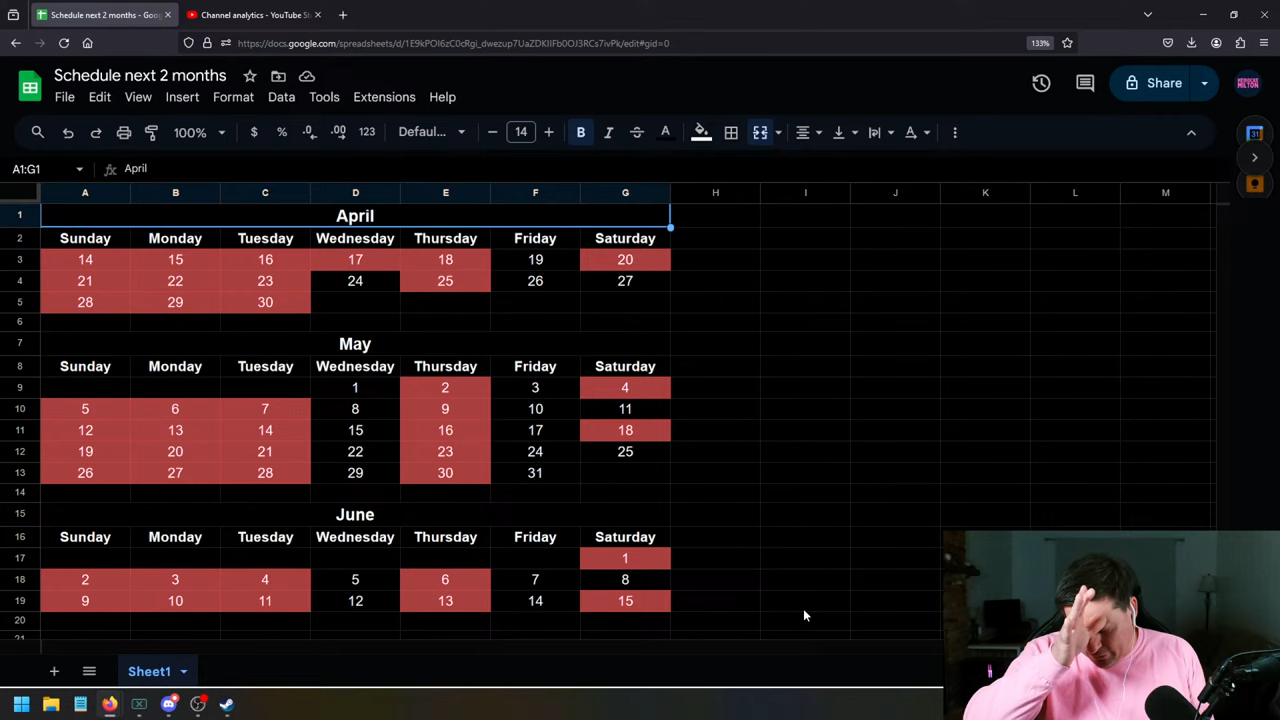 Schedule next 2 months - Goo
Channel analytics - YouTube St
https://docs.google.com/spreadsheets/d/1E9kPOI6zC0cRgi_dwezup7UaZDKIIFb0OJ3RCs7ivPk/edit#gid=0
133%
Schedule next 2 months
File Edit View Insert Format Data Tools Extensions Help
Share
MILTON
100% $ % .0 .00 123 Defaul... 14 B I S A
31
A1:G1 fx April
A B C D E F G H I J K L M
1 April
2 Sunday Monday Tuesday Wednesday Thursday Friday Saturday
3 14 15 16 17 18 19 20
4 21 22 23 24 25 26 27
5 28 29 30
6
7 May
8 Sunday Monday Tuesday Wednesday Thursday Friday Saturday
9 1 2 3 4
10 5 6 7 8 9 10 11
11 12 13 14 15 16 17 18
12 19 20 21 22 23 24 25
13 26 27 28 29 30 31
14
15 June
16 Sunday Monday Tuesday Wednesday Thursday Friday Saturday
17 1
18 2 3 4 5 6 7 8
19 9 10 11 12 13 14 15
20
21
Sheet1